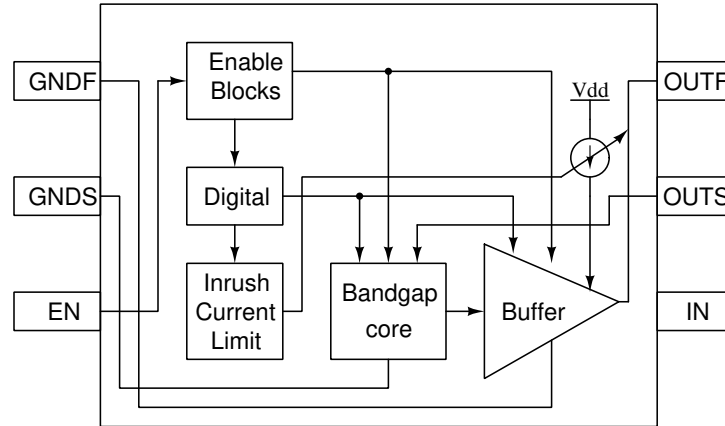 GNDF
GNDS
EN
Enable
Blocks
Digital
Inrush
Current
Limit
Bandgap
core
Buffer
Vdd
OUTF
OUTS
IN